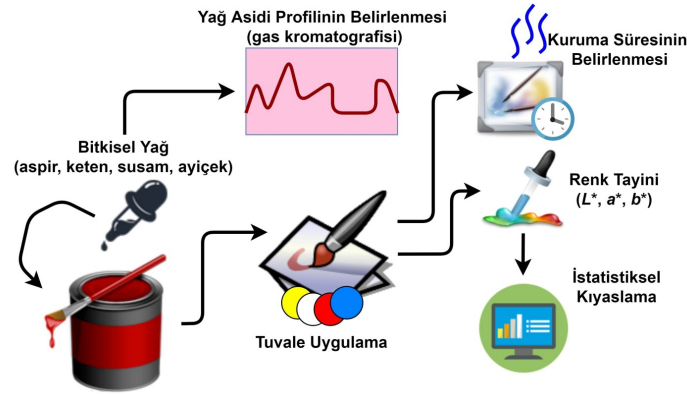 Yağ Asidi Profilinin Belirlenmesi
(gas kromatografisi)
Kuruma Süresinin
Belirlenmesi
Bitkisel Yağ
(aspir, keten, susam, ayiçek)
Renk Tayini
(L*, a*, b*)
Tuvale Uygulama
İstatistiksel
Kıyaslama